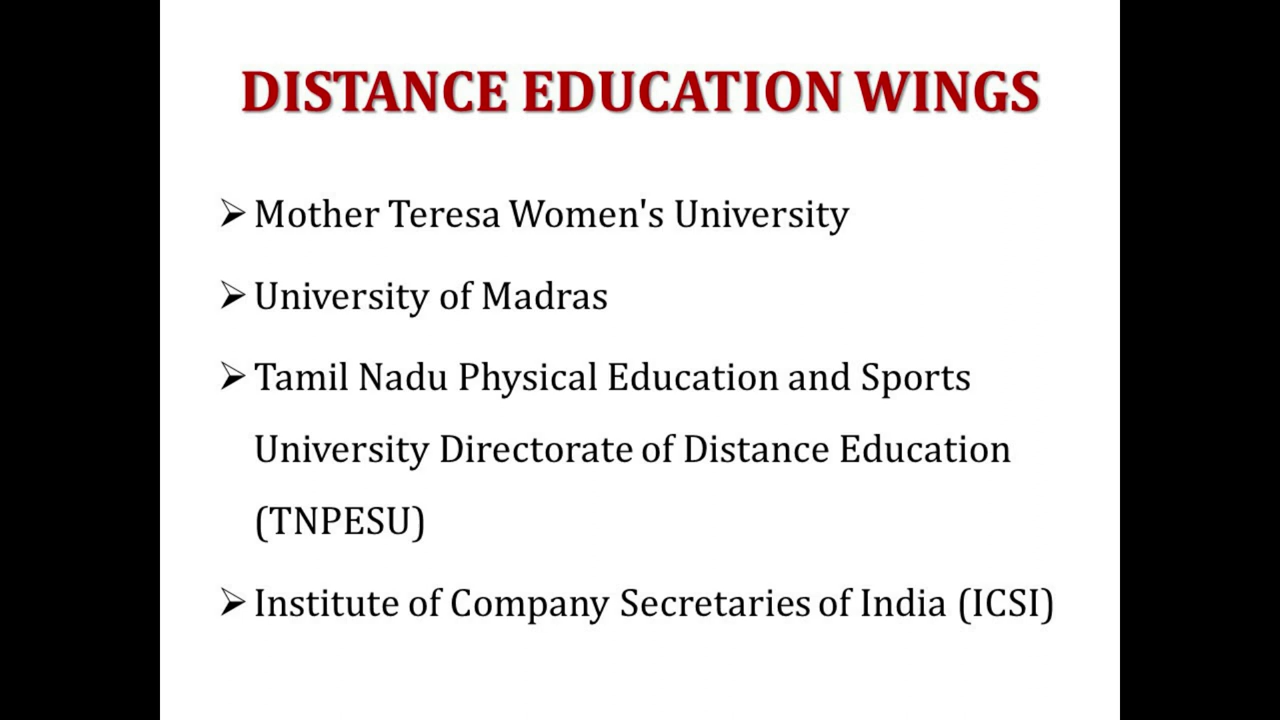 DISTANCE EDUCATION WINGS
➢ Mother Teresa Women's University
➢ University of Madras
➢ Tamil Nadu Physical Education and Sports
University Directorate of Distance Education
(TNPESU)
➢ Institute of Company Secretaries of India (ICSI)